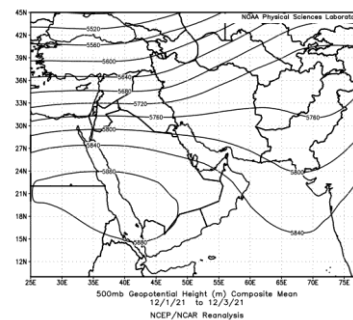 NOAA Physical Sciences Laborato
45N
42N
39N
36N
33N
30N
27N
24N
21N
18N
15N
12N
5520
5560
5600
5640
5680
5720
5760
5760
5800
5800
5840
5840
5880
5880
25E 30E 35E 40E 45E 50E 55E 60E 65E 70E 75E
500mb Geopotential Height (m) Composite Mean
12/1/21 to 12/3/21
NCEP/NCAR Reanalysis